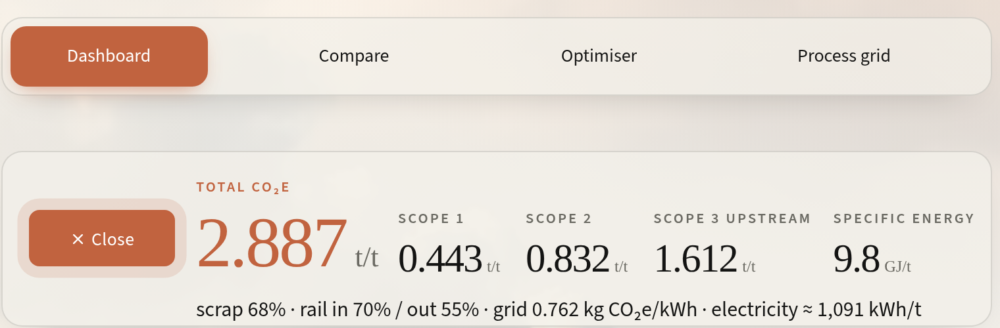 Dashboard Compare Optimiser Process grid
TOTAL CO₂E
× Close
2.887 t/t
SCOPE 1
0.443 t/t
SCOPE 2
0.832 t/t
SCOPE 3 UPSTREAM
1.612 t/t
SPECIFIC ENERGY
9.8 GJ/t
scrap 68% · rail in 70% / out 55% · grid 0.762 kg CO₂e/kWh · electricity ≈ 1,091 kWh/t